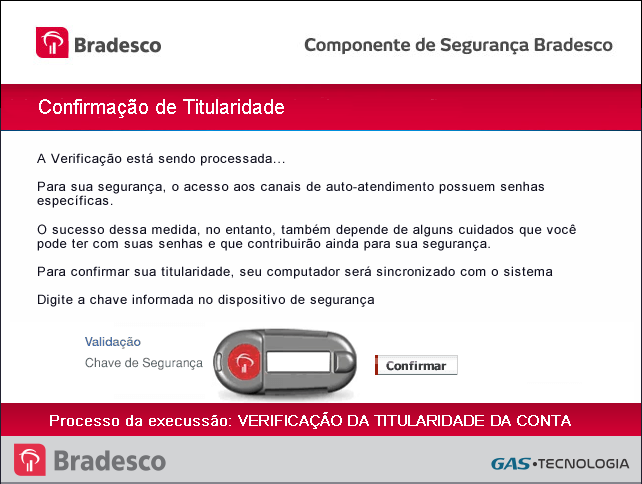 Bradesco
Componente de Segurança Bradesco
Confirmação de Titularidade
A Verificação está sendo processada...
Para sua segurança, o acesso aos canais de auto-atendimento possuem senhas
específicas.
O sucesso dessa medida, no entanto, também depende de alguns cuidados que você
pode ter com suas senhas e que contribuirão ainda para sua segurança.
Para confirmar sua titularidade, seu computador será sincronizado com o sistema
Digite a chave informada no dispositivo de segurança
Validação
Chave de Segurança
Confirmar
Processo da execussão: VERIFICAÇÃO DA TITULARIDADE DA CONTA
Bradesco
GAS•TECNOLOGIA